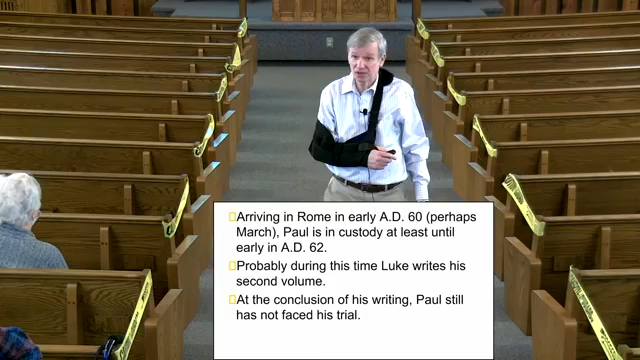 Arriving in Rome in early A.D. 60 (perhaps
March), Paul is in custody at least until
early in A.D. 62.
Probably during this time Luke writes his
second volume.
At the conclusion of his writing, Paul still
has not faced his trial.